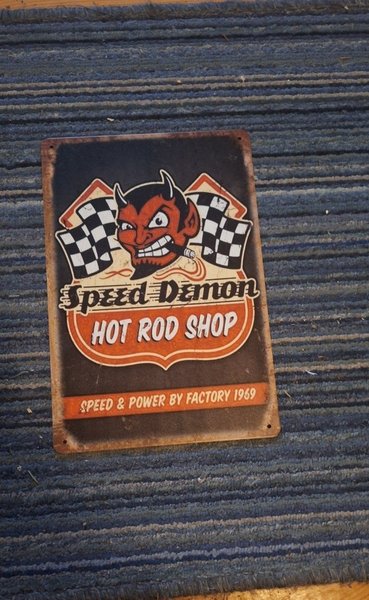 Speed Demon
HOT ROD SHOP
SPEED & POWER BY FACTORY 1969